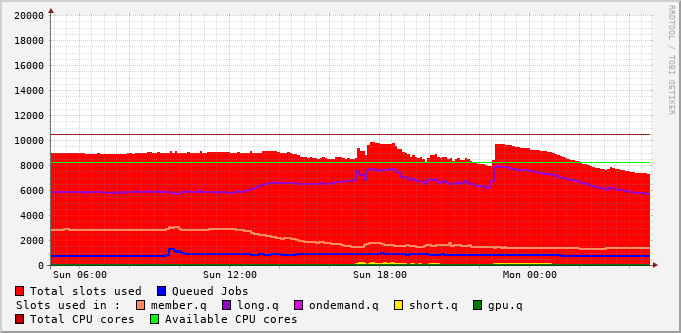 20000
18000
16000
14000
12000
10000
8000
6000
4000
2000
0
Sun 06:00 Sun 12:00 Sun 18:00 Mon 00:00
RRDTOOL / TOBI OETIKER
Total slots used Queued Jobs
Slots used in : member.q long.q ondemand.q short.q gpu.q
Total CPU cores Available CPU cores